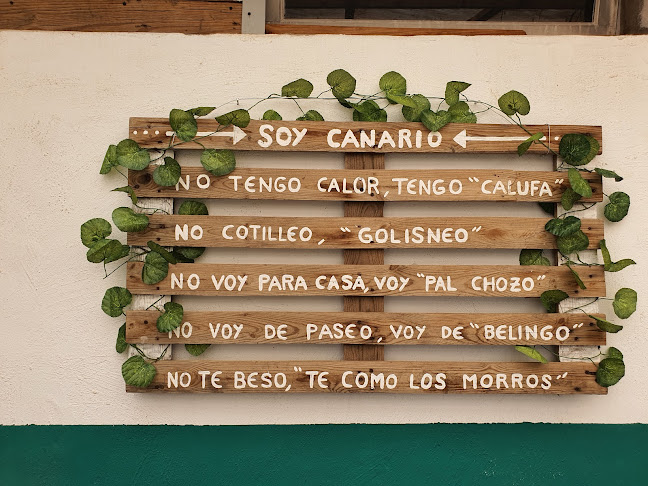 SOY CANARIO
NO TENGO CALOR, TENGO "CALUFA"
NO COTILLEO, "GOLISNEO"
NO VOY PARA CASA, VOY "PAL CHOZO"
NO VOY DE PASEO, VOY DE "BELINGO"
NO TE BESO, "TE COMO LOS MORROS"